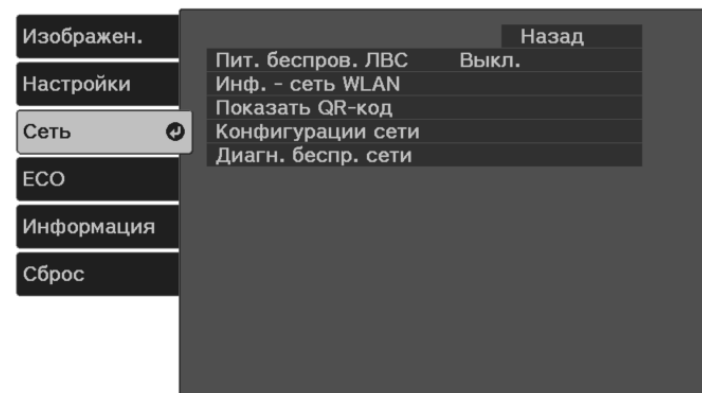 Изображен.
Настройки
Сеть
ECO
Информация
Сброс
Назад
Пит. беспров. ЛВС Выкл.
Инф. - сеть WLAN
Показать QR-код
Конфигурации сети
Диагн. беспр. сети